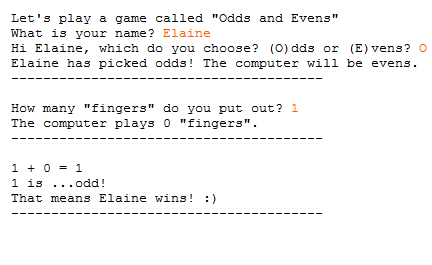 Let's play a game called "Odds and Evens"
What is your name? Elaine
Hi Elaine, which do you choose? (O)dds or (E)vens? O
Elaine has picked odds! The computer will be evens.
---------------------------------------
How many "fingers" do you put out? 1
The computer plays 0 "fingers".
---------------------------------------
1 + 0 = 1
1 is ...odd!
That means Elaine wins! :)
---------------------------------------